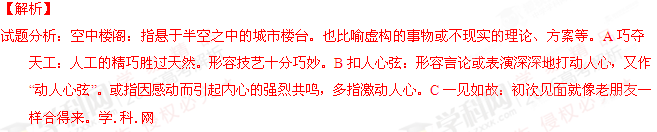 【解析】
试题分析：空中楼阁：指悬于半空之中的城市楼台。也比喻虚构的事物或不现实的理论、方案等。A 巧夺
天工：人工的精巧胜过天然。形容技艺十分巧妙。B 扣人心弦：形容言论或表演深深地打动人心，又作
“动人心弦”。或指因感动而引起内心的强烈共鸣，多指激动人心。C 一见如故：初次见面就像老朋友一
样合得来。学.科.网